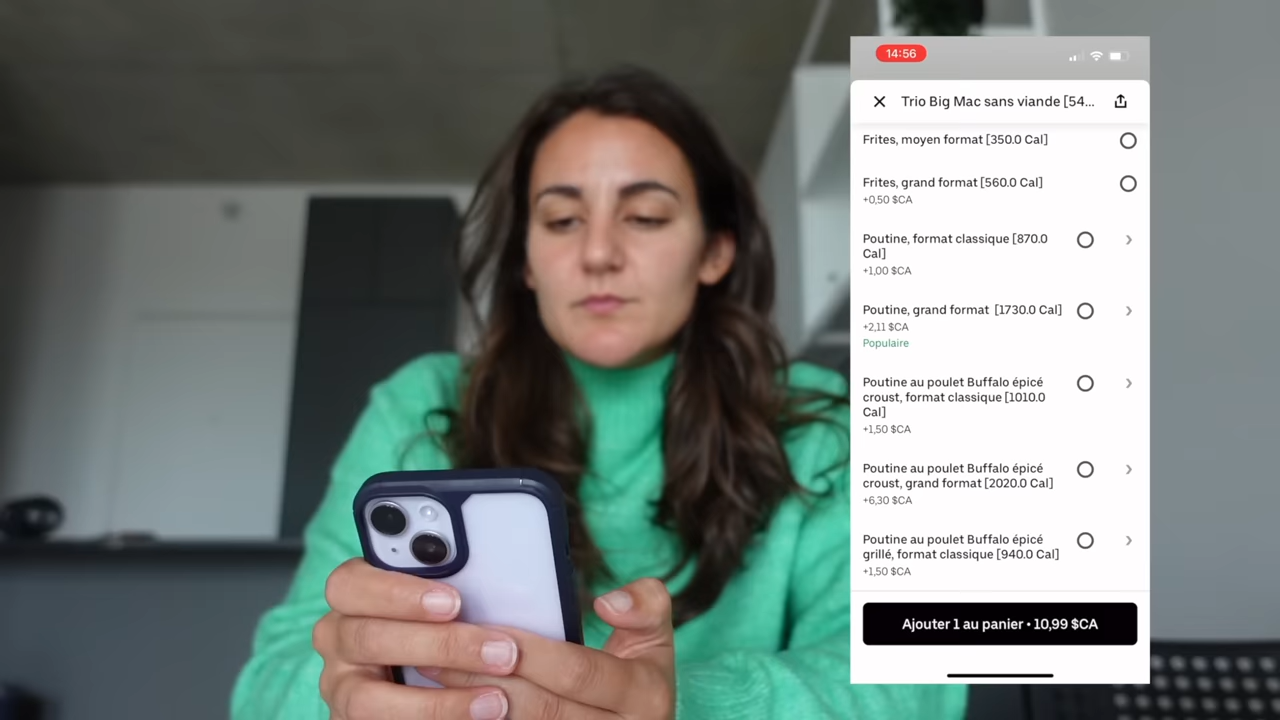 14:56
Trio Big Mac sans viande [54...
Frites, moyen format [350.0 Cal]
Frites, grand format [560.0 Cal]
+0,50 $CA
Poutine, format classique [870.0
Cal]
+1,00 $CA
Poutine, grand format [1730.0 Cal]
+2,11 $CA
Populaire
Poutine au poulet Buffalo épicé
croust, format classique [1010.0
Cal]
+1,50 $CA
Poutine au poulet Buffalo épicé
croust, grand format [2020.0 Cal]
+6,30 $CA
Poutine au poulet Buffalo épicé
grillé, format classique [940.0 Cal]
+1,50 $CA
Ajouter 1 au panier • 10,99 $CA